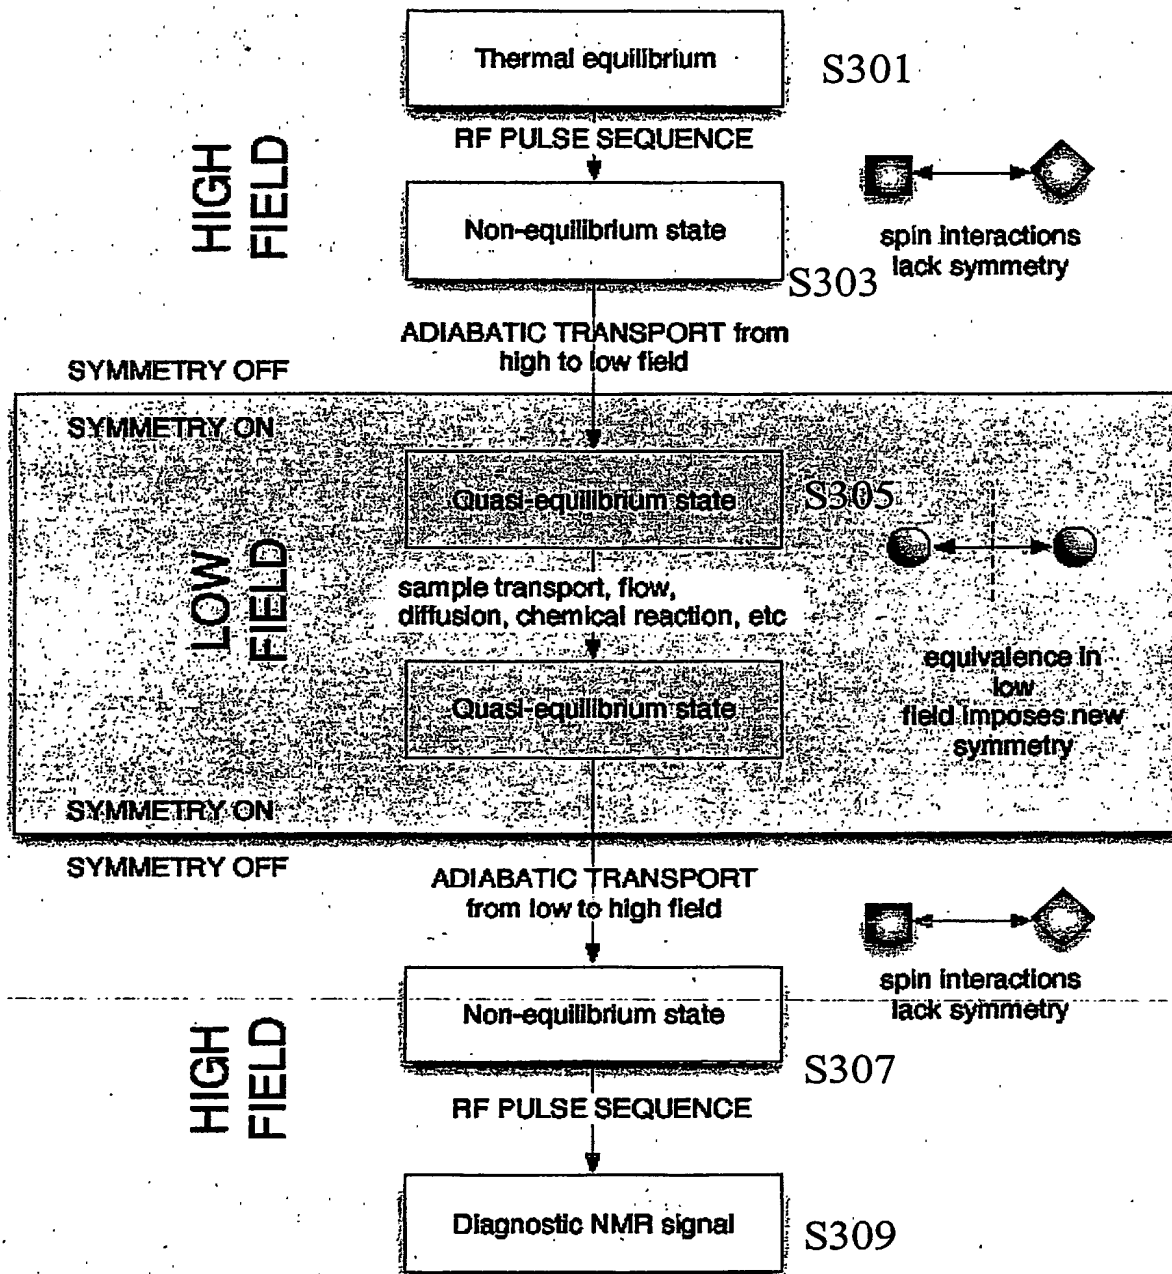 Thermal equilibrium
S301
RF PULSE SEQUENCE
HIGH
FIELD
Non-equilibrium state
S303
spin interactions
lack symmetry
ADIABATIC TRANSPORT from
high to low field
SYMMETRY OFF
SYMMETRY ON
Quasi-equilibrium state
S305
LOW
FIELD
sample transport, flow,
diffusion, chemical reaction, etc
Quasi-equilibrium state
equivalence in
low
field imposes new
symmetry
SYMMETRY ON
SYMMETRY OFF
ADIABATIC TRANSPORT
from low to high field
spin interactions
lack symmetry
HIGH
FIELD
Non-equilibrium state
S307
RF PULSE SEQUENCE
Diagnostic NMR signal
S309